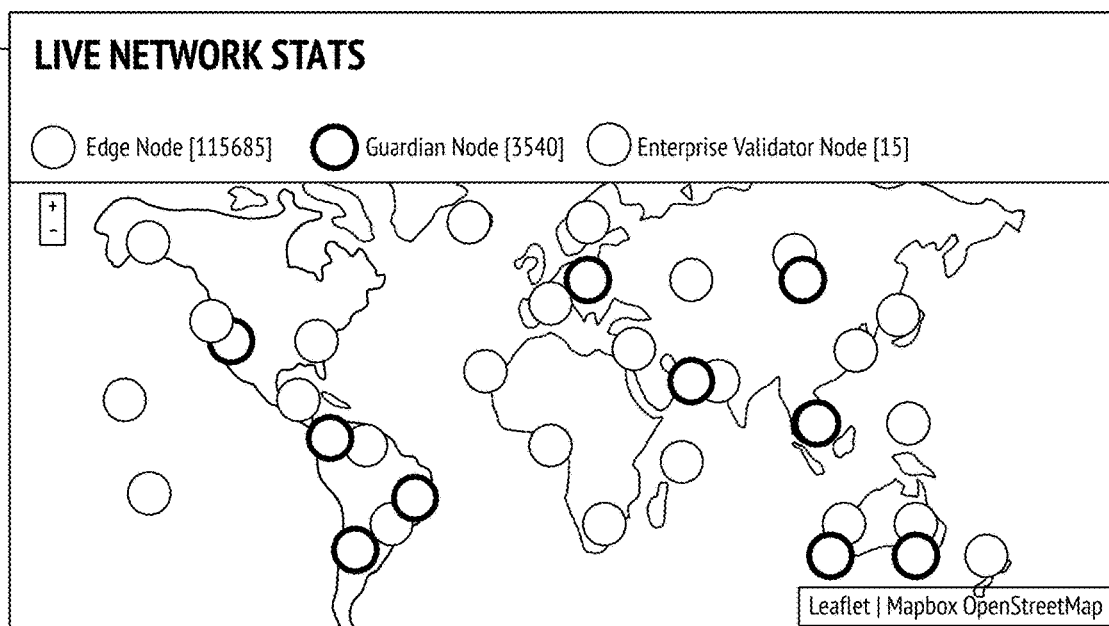 LIVE NETWORK STATS
Edge Node [115685] Guardian Node [3540] Enterprise Validator Node [15]
+
-
Leaflet | Mapbox OpenStreetMap